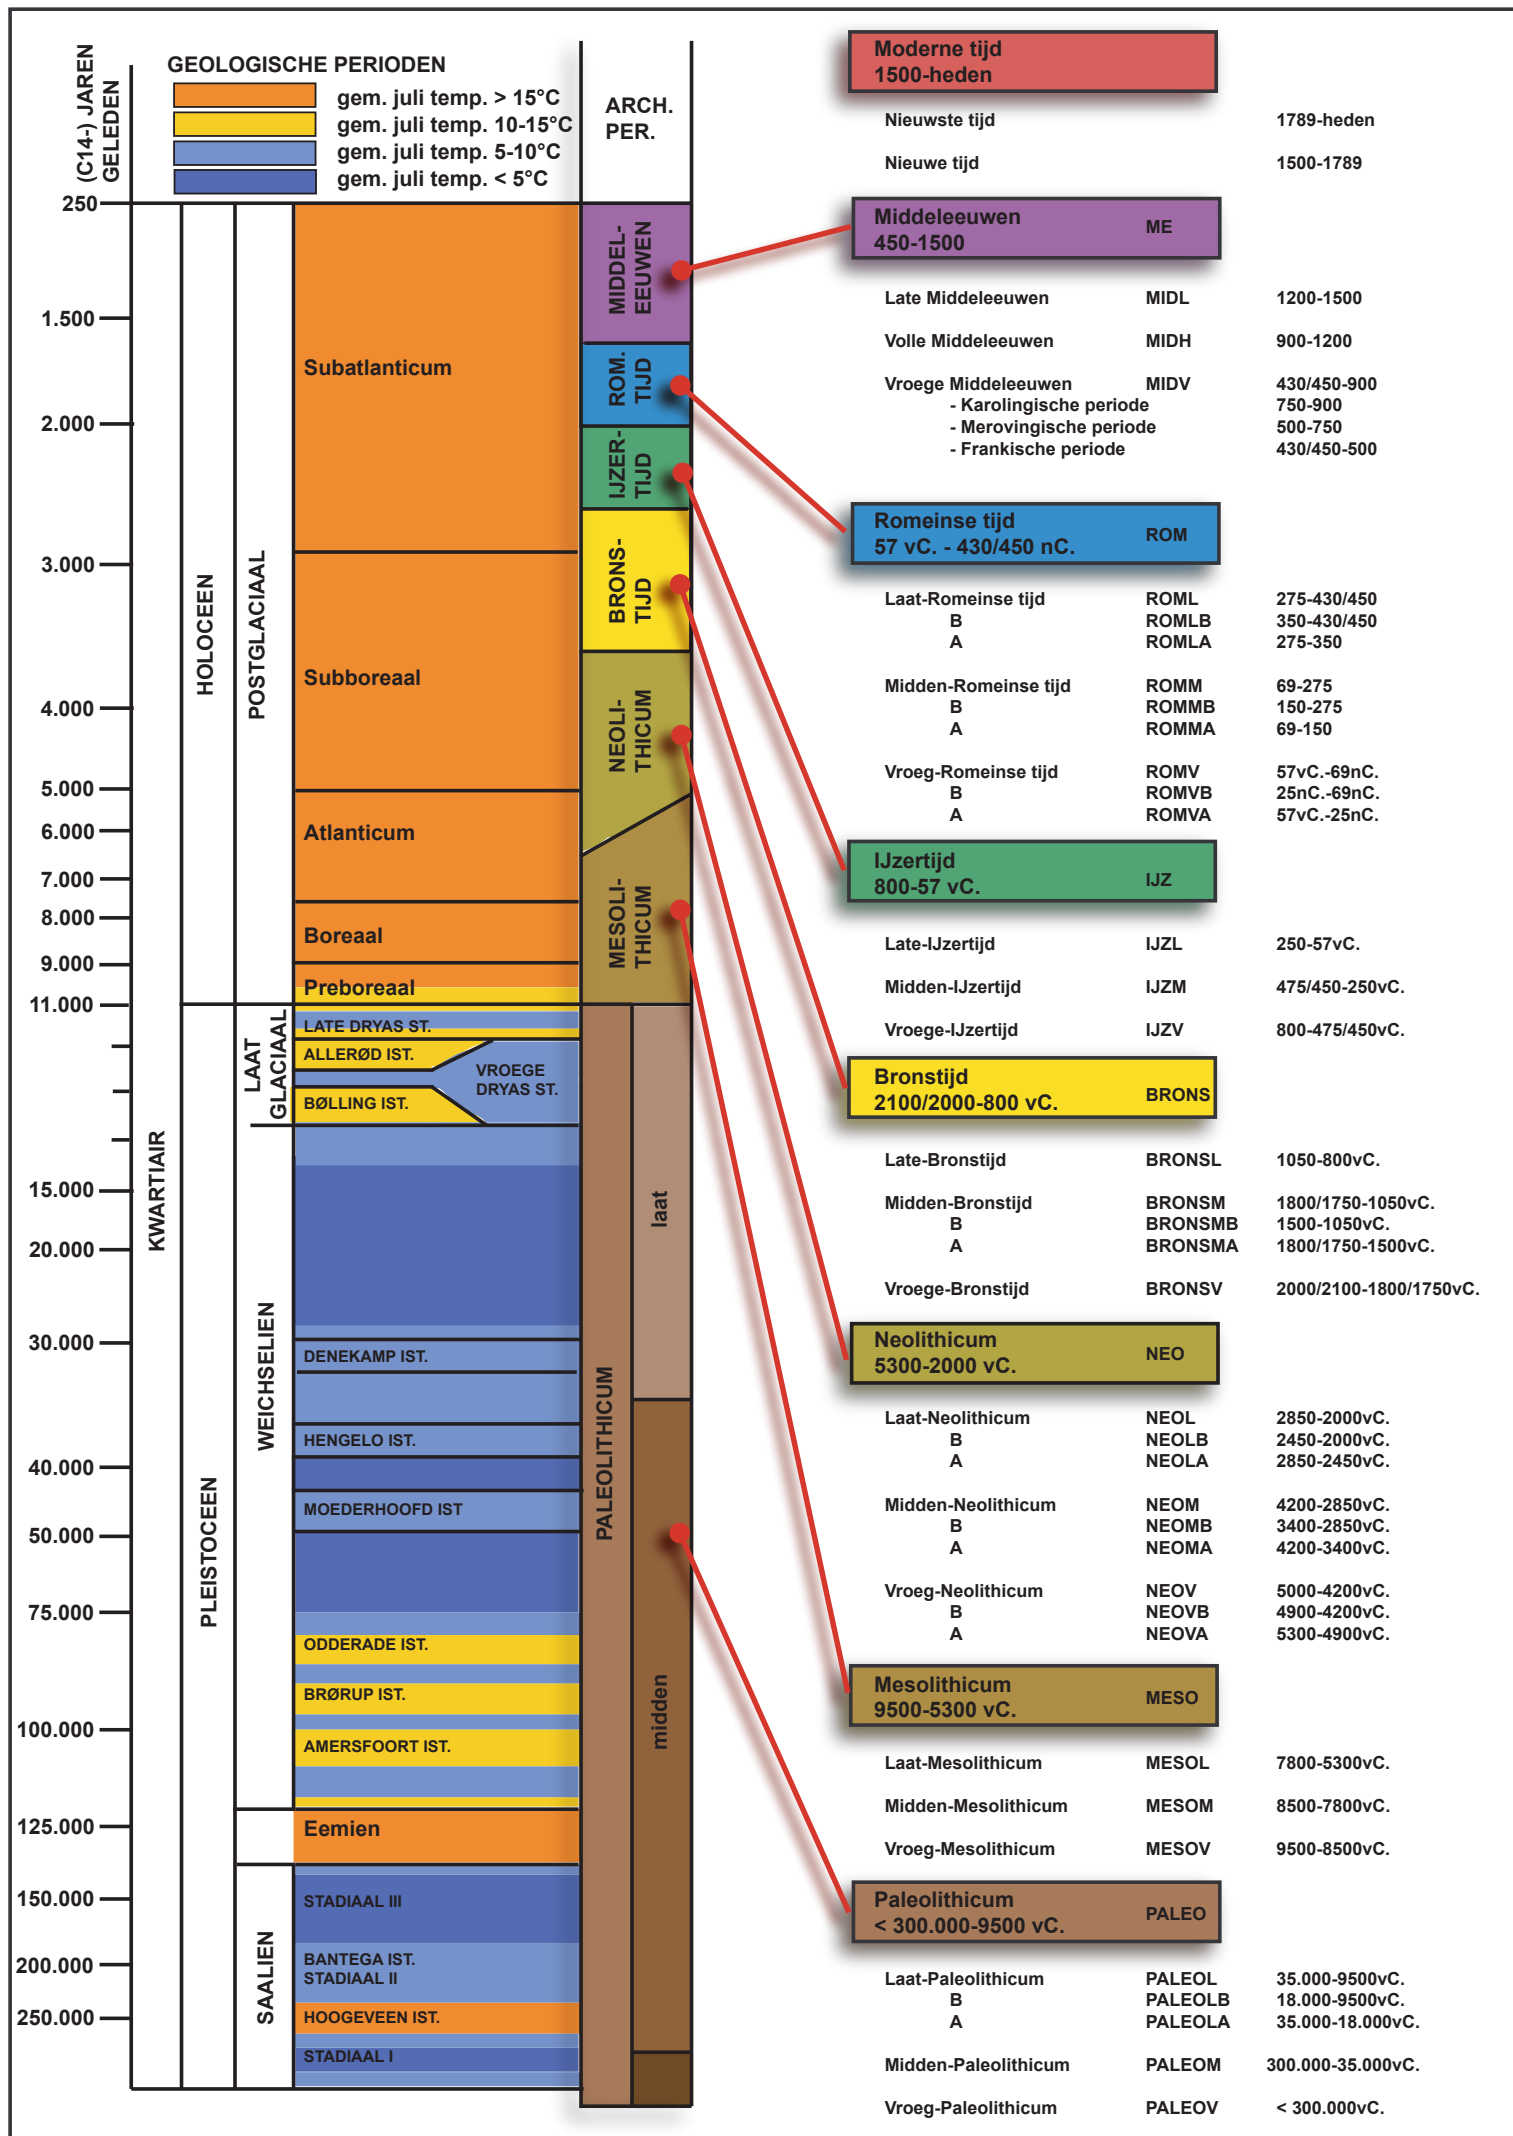 (C14-) JAREN
GELEDEN
GEOLOGISCHE PERIODEN
gem. juli temp. > 15°C
gem. juli temp. 10-15°C
gem. juli temp. 5-10°C
gem. juli temp. < 5°C
ARCH.
PER.
250
1.500
2.000
3.000
4.000
5.000
6.000
7.000
8.000
9.000
11.000
15.000
20.000
30.000
40.000
50.000
75.000
100.000
125.000
150.000
200.000
250.000
KWARTIAIR
HOLOCEEN
PLEISTOCEEN
POSTGLACIAAL
LAAT
GLACIAAL
WEICHSELIEN
SAALIEN
Subatlanticum
Subboreaal
Atlanticum
Boreaal
Preboreaal
LATE DRYAS ST.
ALLERØD IST.
VROEGE
DRYAS ST.
BØLLING IST.
DENEKAMP IST.
HENGELO IST.
MOEDERHOOFD IST
ODDERADE IST.
BRØRUP IST.
AMERSFOORT IST.
Eemien
STADIAAL III
BANTEGA IST.
STADIAAL II
HOOGEVEEN IST.
STADIAAL I
MIDDEL-
EEUWEN
ROM.
TIJD
IJZER-
TIJD
BRONS-
TIJD
NEOLI-
THICUM
MESOLI-
THICUM
PALEOLITHICUM
laat
midden
Moderne tijd
1500-heden
Nieuwste tijd 1789-heden
Nieuwe tijd 1500-1789
Middeleeuwen ME
450-1500
Late Middeleeuwen MIDL 1200-1500
Volle Middeleeuwen MIDH 900-1200
Vroege Middeleeuwen MIDV 430/450-900
- Karolingische periode 750-900
- Merovingische periode 500-750
- Frankische periode 430/450-500
Romeinse tijd ROM
57 vC. - 430/450 nC.
Laat-Romeinse tijd ROML 275-430/450
B ROMLB 350-430/450
A ROMLA 275-350
Midden-Romeinse tijd ROMM 69-275
B ROMMB 150-275
A ROMMA 69-150
Vroeg-Romeinse tijd ROMV 57vC.-69nC.
B ROMVB 25nC.-69nC.
A ROMVA 57vC.-25nC.
IJzertijd IJZ
800-57 vC.
Late-IJzertijd IJZL 250-57vC.
Midden-IJzertijd IJZM 475/450-250vC.
Vroege-IJzertijd IJZV 800-475/450vC.
Bronstijd BRONS
2100/2000-800 vC.
Late-Bronstijd BRONSL 1050-800vC.
Midden-Bronstijd BRONSM 1800/1750-1050vC.
B BRONSMB 1500-1050vC.
A BRONSMA 1800/1750-1500vC.
Vroege-Bronstijd BRONSV 2000/2100-1800/1750vC.
Neolithicum NEO
5300-2000 vC.
Laat-Neolithicum NEOL 2850-2000vC.
B NEOLB 2450-2000vC.
A NEOLA 2850-2450vC.
Midden-Neolithicum NEOM 4200-2850vC.
B NEOMB 3400-2850vC.
A NEOMA 4200-3400vC.
Vroeg-Neolithicum NEOV 5000-4200vC.
B NEOVB 4900-4200vC.
A NEOVA 5300-4900vC.
Mesolithicum MESO
9500-5300 vC.
Laat-Mesolithicum MESOL 7800-5300vC.
Midden-Mesolithicum MESOM 8500-7800vC.
Vroeg-Mesolithicum MESOV 9500-8500vC.
Paleolithicum PALEO
< 300.000-9500 vC.
Laat-Paleolithicum PALEOL 35.000-9500vC.
B PALEOLB 18.000-9500vC.
A PALEOLA 35.000-18.000vC.
Midden-Paleolithicum PALEOM 300.000-35.000vC.
Vroeg-Paleolithicum PALEOV < 300.000vC.